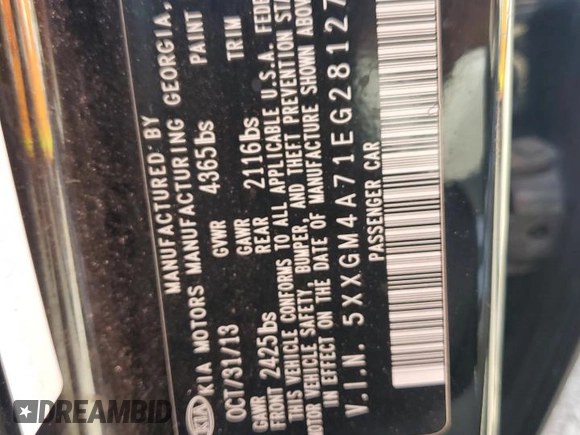 MANUFACTURED BY
KIA MOTORS MANUFACTURING GEORGIA,
OCT/31/13 GVWR 4365lbs PAINT
GAWR FRONT 2425lbs GAWR REAR 2116lbs TRIM
THIS VEHICLE CONFORMS TO ALL APPLICABLE U.S.A. FEDE
MOTOR VEHICLE SAFETY, BUMPER, AND THEFT PREVENTION STA
IN EFFECT ON THE DATE OF MANUFACTURE SHOWN ABOV
V.I.N. 5XXGM4A71EG28127
PASSENGER CAR
KIA
DREAMBID